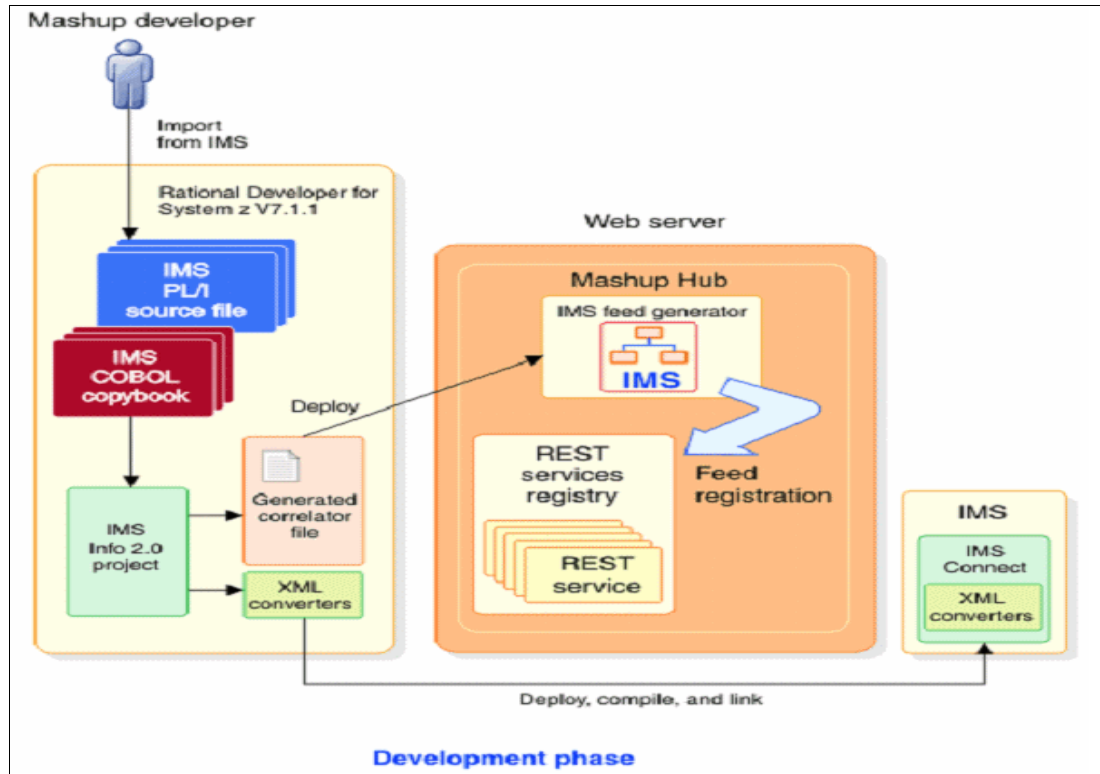 Mashup developer
Import
from IMS
Rational Developer for
System z V7.1.1
IMS
PL/I
source file
IMS
COBOL
copybook
Deploy
Generated
correlator
file
IMS
Info 2.0
project
XML
converters
Web server
Mashup Hub
IMS feed generator
IMS
REST
services
registry
Feed
registration
REST
service
IMS
IMS
Connect
XML
converters
Deploy, compile, and link
Development phase